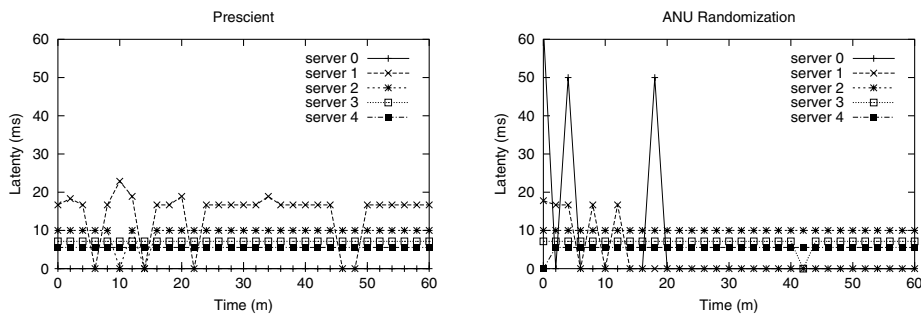 Prescient
60
50
40
30
20
10
0
Latenty (ms)
server 0
server 1
server 2
server 3
server 4
0 10 20 30 40 50 60
Time (m)
ANU Randomization
60
50
40
30
20
10
0
Latenty (ms)
server 0
server 1
server 2
server 3
server 4
0 10 20 30 40 50 60
Time (m)